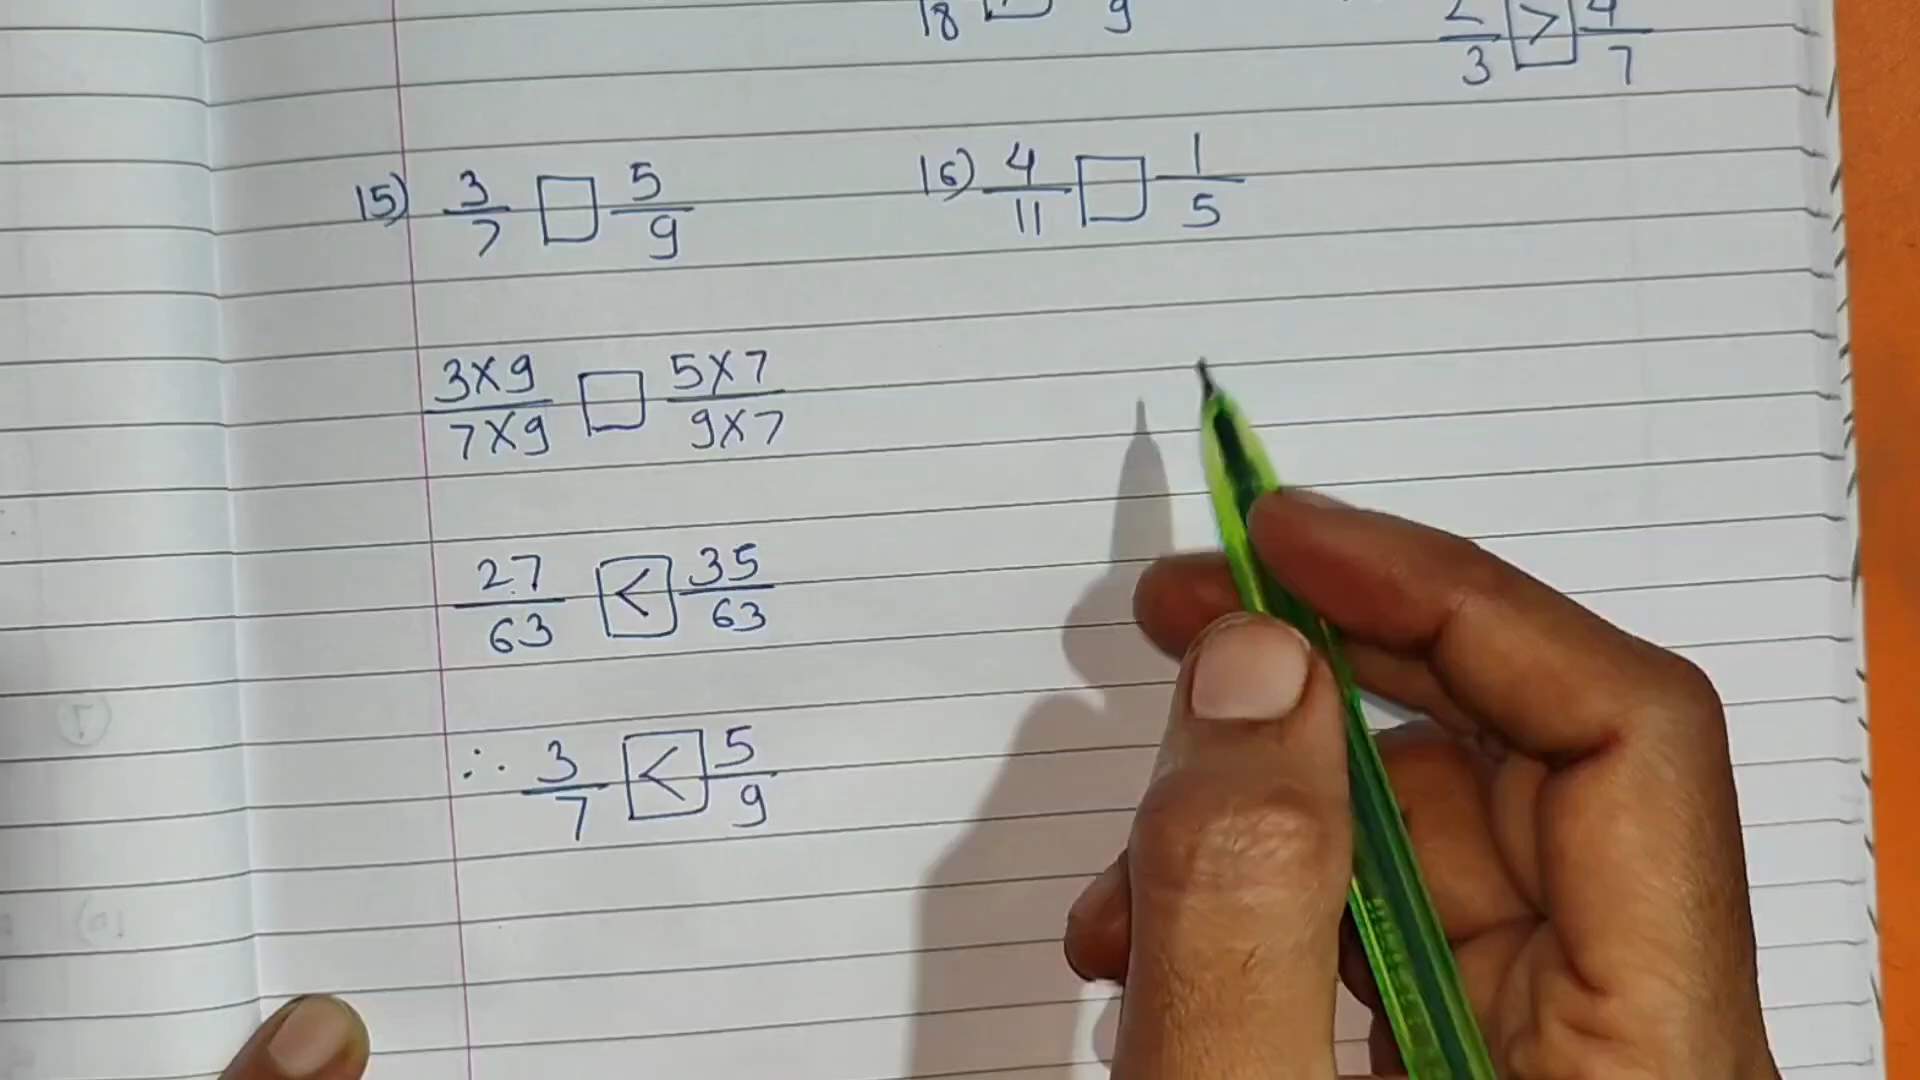 18 9
2 > 4
3 7
15) 3/7 □ 5/9
16) 4/11 □ 1/5
3×9/7×9 □ 5×7/9×7
27/63 < 35/63
∴ 3/7 < 5/9